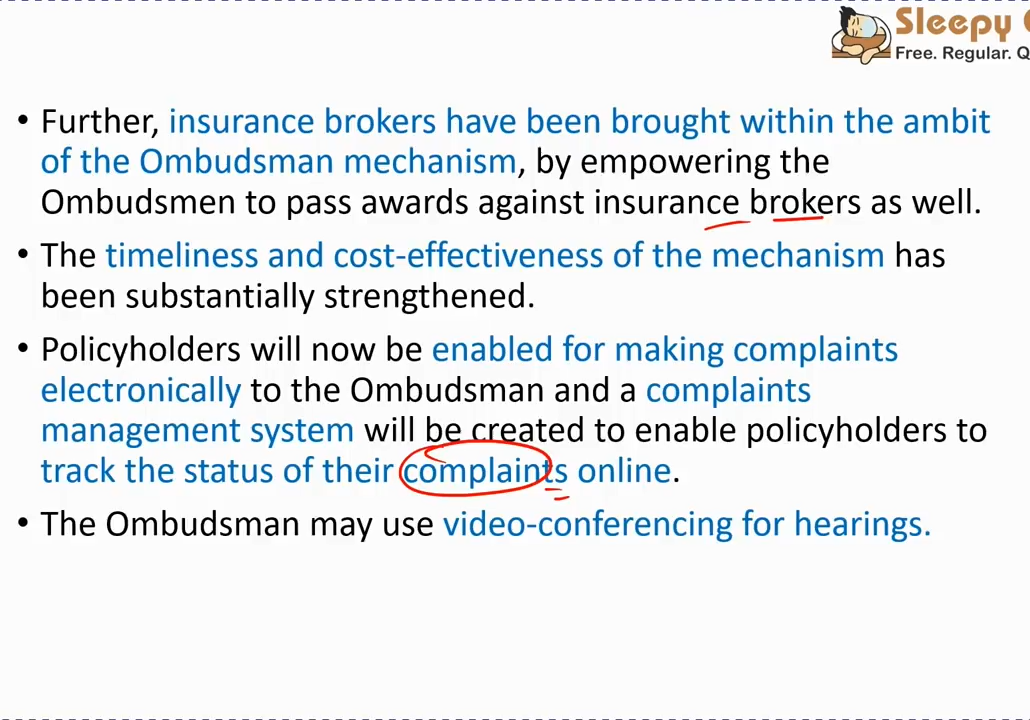 Sleepy
Free. Regular.
• Further, insurance brokers have been brought within the ambit
of the Ombudsman mechanism, by empowering the
Ombudsmen to pass awards against insurance brokers as well.
• The timeliness and cost-effectiveness of the mechanism has
been substantially strengthened.
• Policyholders will now be enabled for making complaints
electronically to the Ombudsman and a complaints
management system will be created to enable policyholders to
track the status of their complaints online.
• The Ombudsman may use video-conferencing for hearings.